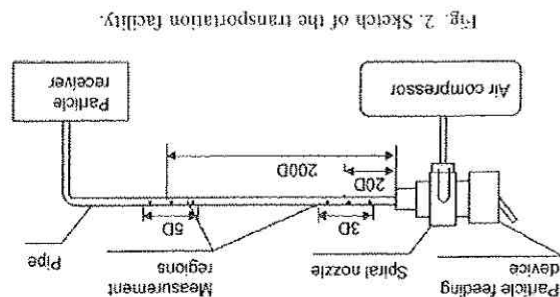 Particle feeding
device
Spiral nozzle
Measurement
regions
Pipe
3D
5D
20D
200D
Air compressor
Particle
receiver
Fig. 2. Sketch of the transportation facility.